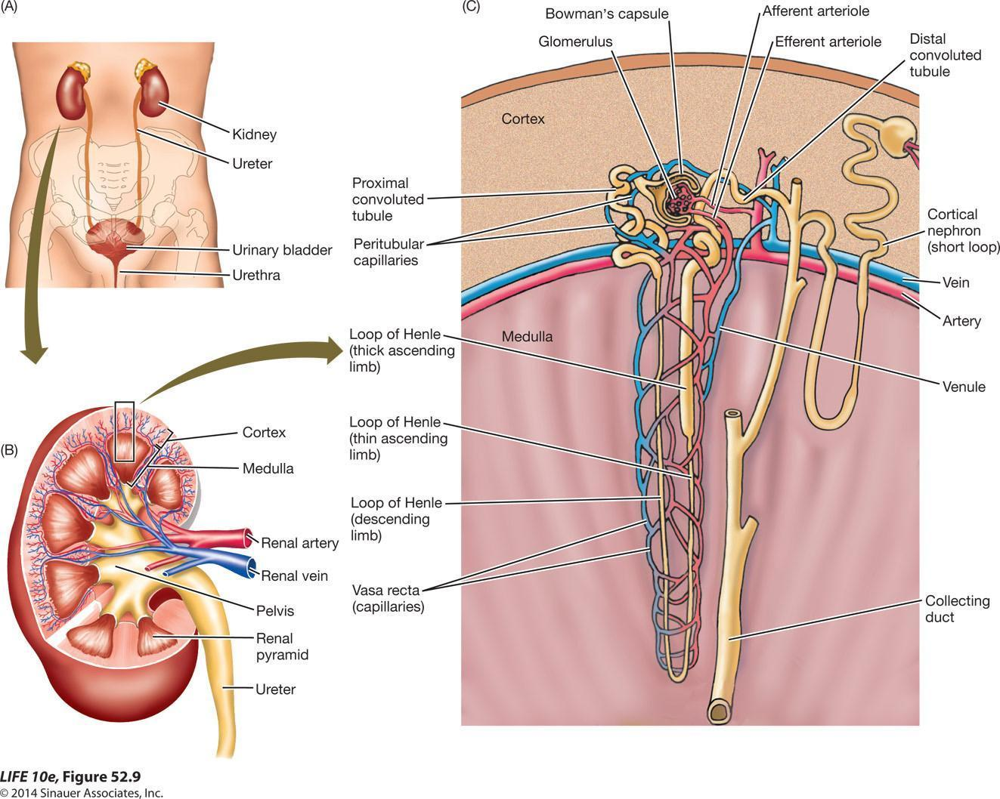 (A)
Kidney
Ureter
Urinary bladder
Urethra
(B)
Cortex
Medulla
Renal artery
Renal vein
Pelvis
Renal
pyramid
Ureter
(C)
Bowman's capsule
Glomerulus
Afferent arteriole
Efferent arteriole
Distal
convoluted
tubule
Cortex
Proximal
convoluted
tubule
Peritubular
capillaries
Cortical
nephron
(short loop)
Vein
Artery
Medulla
Loop of Henle
(thick ascending
limb)
Venule
Loop of Henle
(thin ascending
limb)
Loop of Henle
(descending
limb)
Vasa recta
(capillaries)
Collecting
duct
LIFE 10e, Figure 52.9
© 2014 Sinauer Associates, Inc.